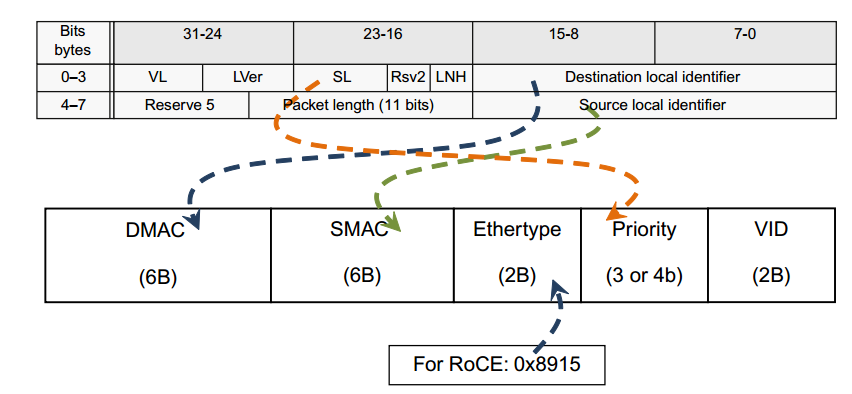 Bits bytes 31-24 23-16 15-8 7-0
0–3 VL LVer SL Rsv2 LNH Destination local identifier
4–7 Reserve 5 Packet length (11 bits) Source local identifier
DMAC SMAC Ethertype Priority VID
(6B) (6B) (2B) (3 or 4b) (2B)
For RoCE: 0x8915